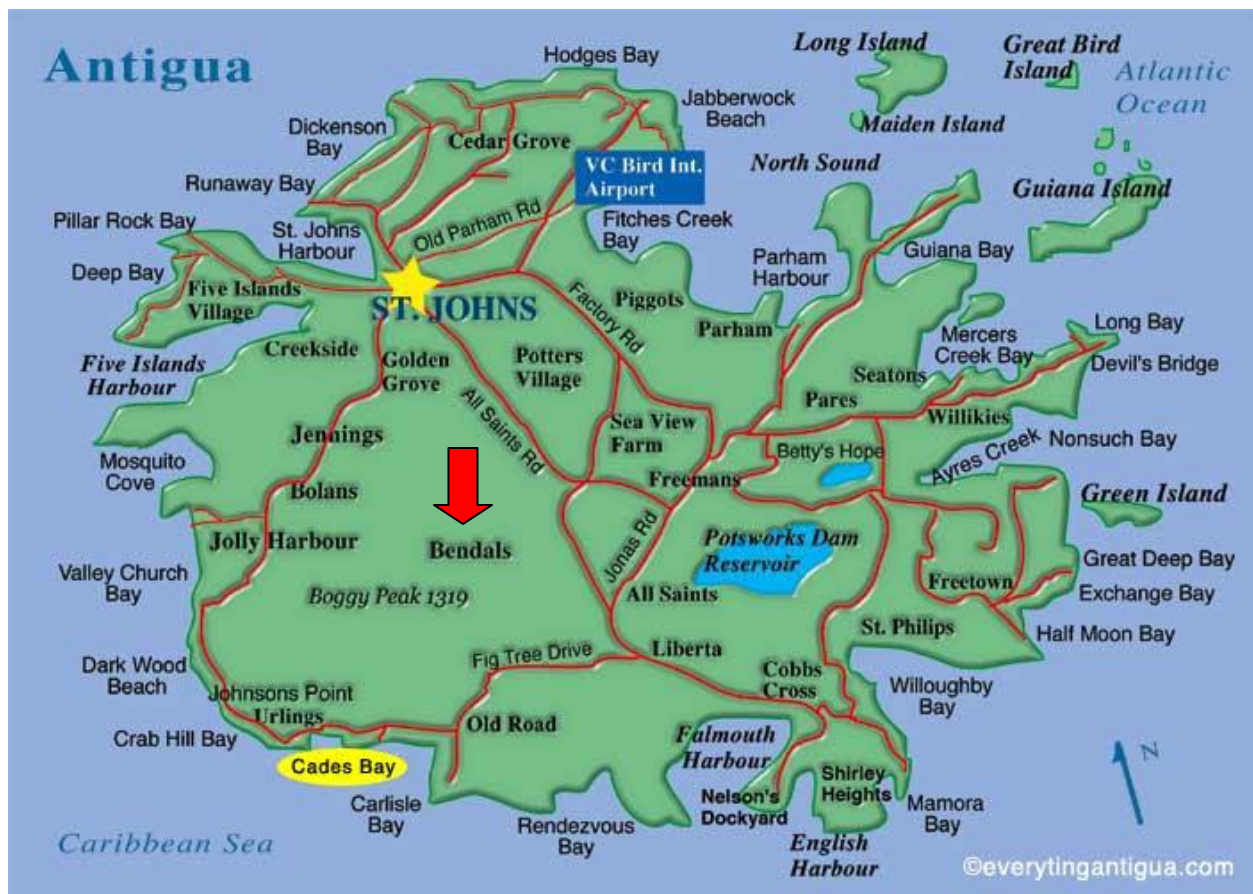 Antigua
Hodges Bay
Long Island
Great Bird
Island
Atlantic
Ocean
Jabberwock
Beach
Dickenson
Bay
Cedar Grove
Maiden Island
VC Bird Int.
Airport
North Sound
Runaway Bay
Guiana Island
Pillar Rock Bay
St. Johns
Harbour
Old Parham Rd
Fitches Creek
Bay
Deep Bay
Parham
Harbour
Guiana Bay
Five Islands
Village
ST. JOHNS
Factory Rd
Piggots
Parham
Mercers
Creek Bay
Long Bay
Creekside
Golden
Grove
Potters
Village
Five Islands
Harbour
Devil's Bridge
Seatons
Pares
All Saints Rd
Sea View
Farm
Willikies
Jennings
Betty's Hope
Ayres Creek
Nonsuch Bay
Mosquito
Cove
Freemans
Bolans
Green Island
Jolly Harbour
Bendals
Jonas Rd
Potsworks Dam
Reservoir
Great Deep Bay
Valley Church
Bay
Freetown
Exchange Bay
Boggy Peak 1319
All Saints
St. Philips
Half Moon Bay
Fig Tree Drive
Liberta
Dark Wood
Beach
Cobbs
Cross
Willoughby
Bay
Johnsons Point
Urlings
Old Road
Crab Hill Bay
Falmouth
Harbour
N
Cades Bay
Nelson's
Dockyard
Shirley
Heights
Carlisle
Bay
Mamora
Bay
Rendezvous
Bay
English
Harbour
Caribbean Sea
©everytingantigua.com